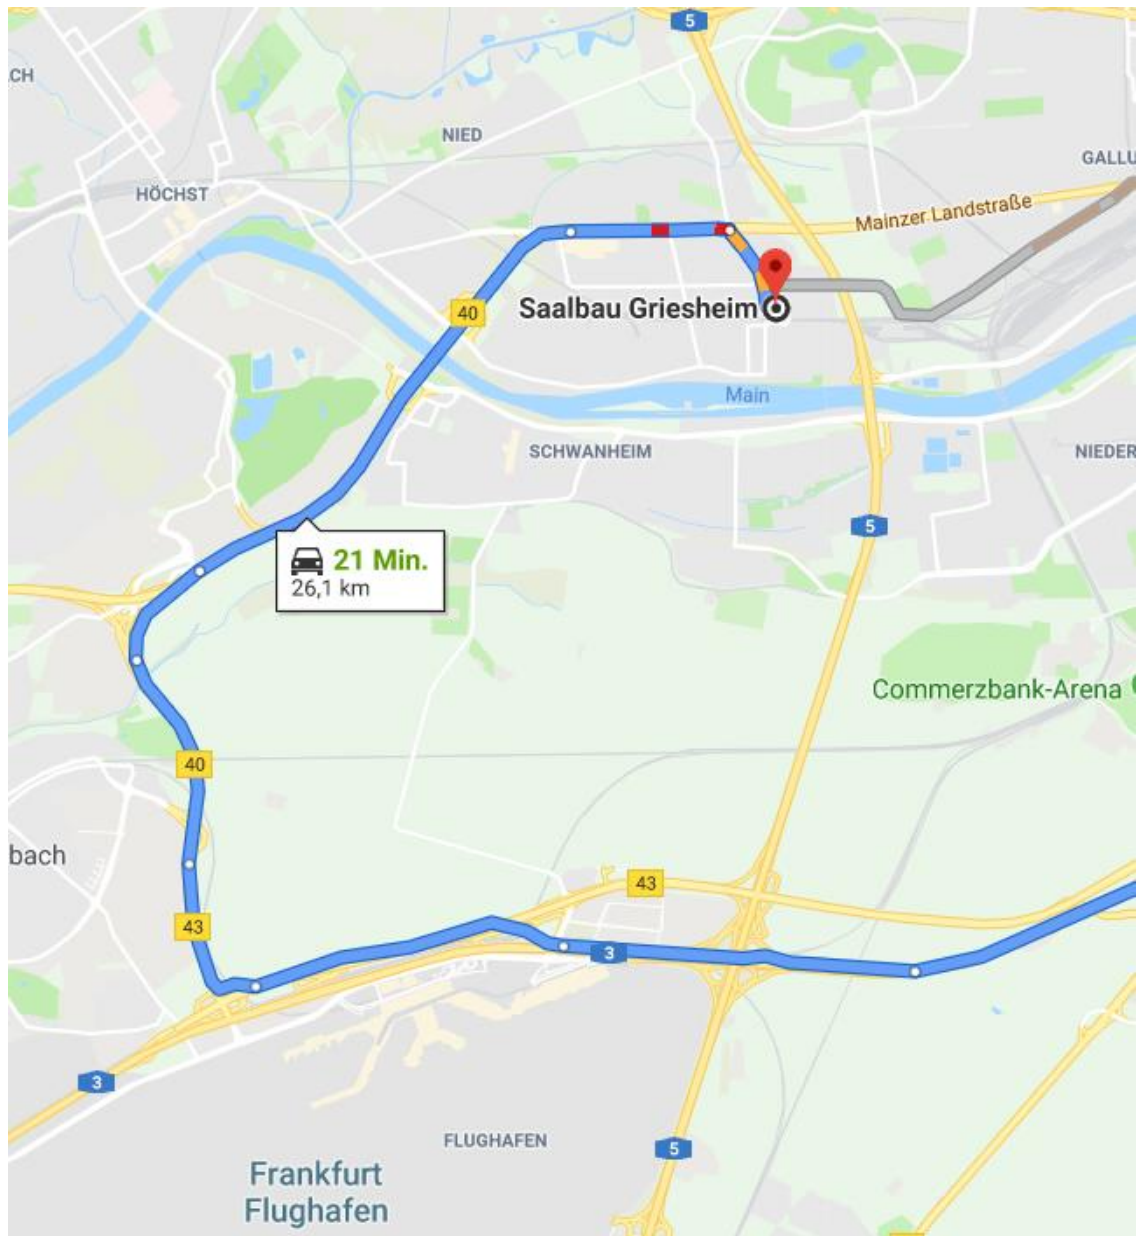 5
CH
NIED
GALLU
HÖCHST
Mainzer Landstraße
40
Saalbau Griesheim
Main
SCHWANHEIM
NIEDER
5
21 Min.
26,1 km
Commerzbank-Arena
40
bach
43
43
3
3
FLUGHAFEN
5
Frankfurt
Flughafen